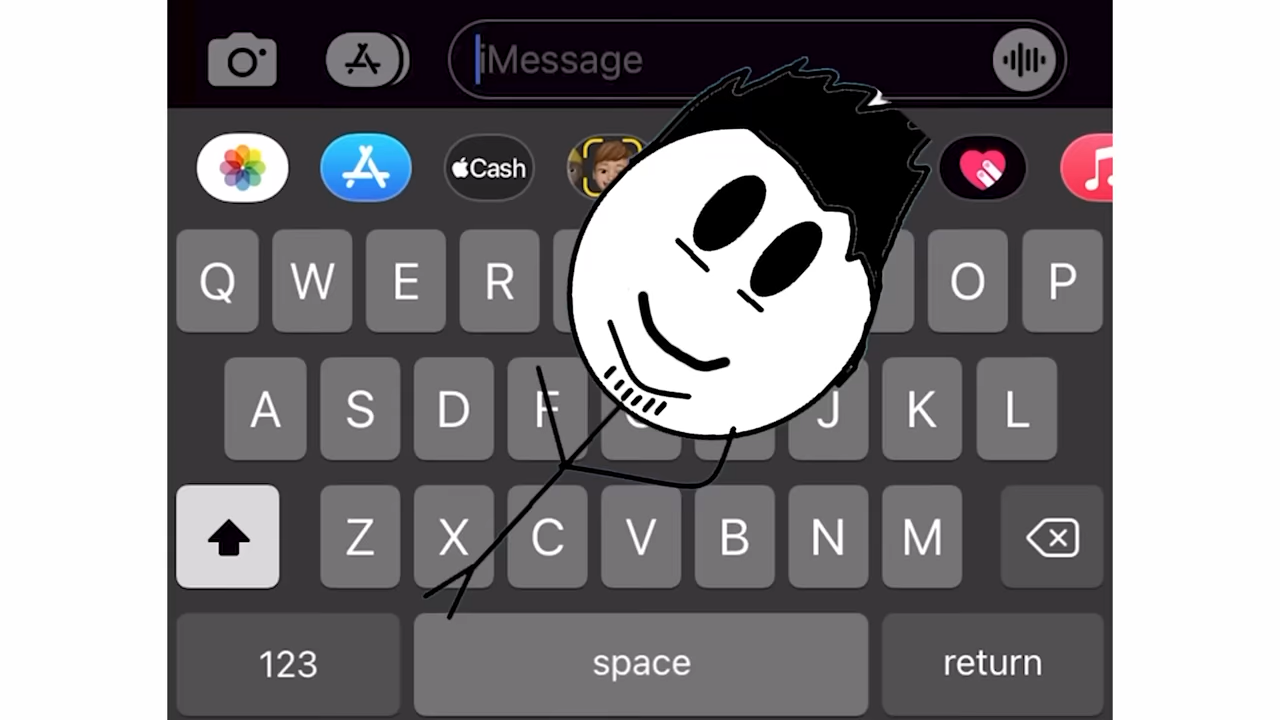 iMessage
Cash
Q W E R O P
A S D F J K L
Z X C V B N M
123 space return